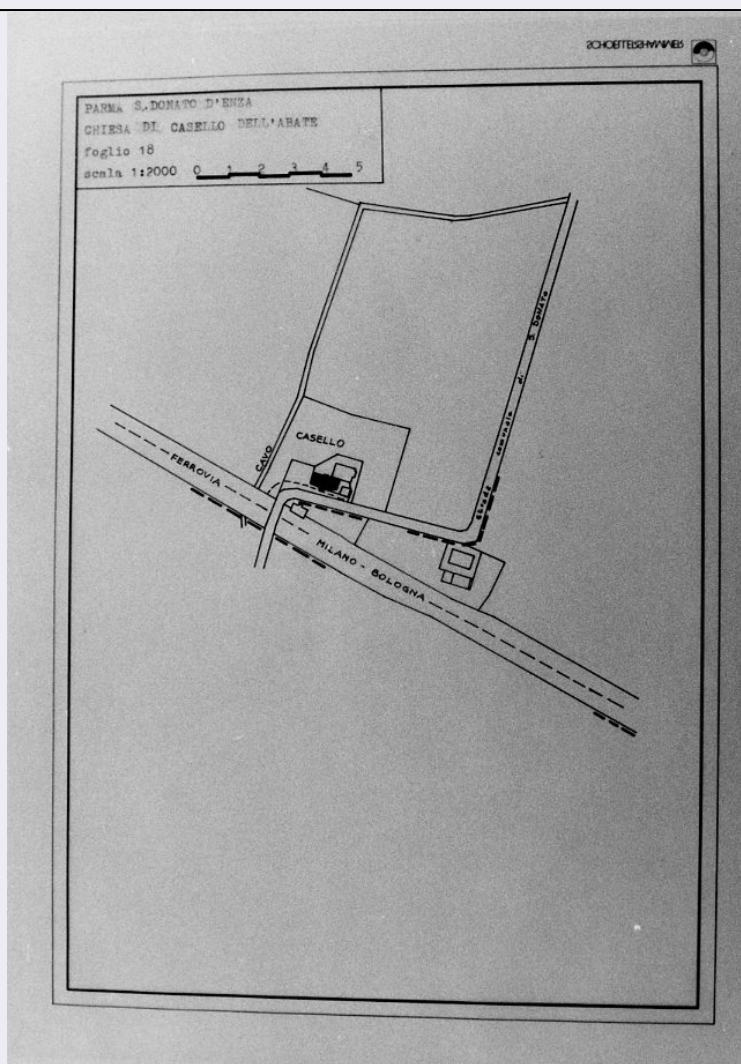 SCHOELLERSHAMMER
PARMA S.DONATO D'ENZA
CHIESA DI CASELLO DELL'ABATE
foglio 18
scala 1:2000 0 1 2 3 4 5
strada comunale di S. DONATO
CASELLO
CAVO
FERROVIA
MILANO - BOLOGNA